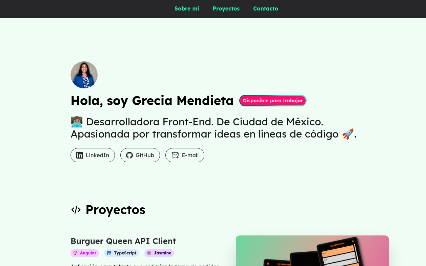 Sobre mí Proyectos Contacto
Hola, soy Grecia Mendieta
Disponible para trabajar
👩🏻‍💻 Desarrolladora Front-End. De Ciudad de México.
Apasionada por transformar ideas en líneas de código 🚀.
LinkedIn GitHub E-mail
</> Proyectos
Burguer Queen API Client
Angular TypeScript Jasmine